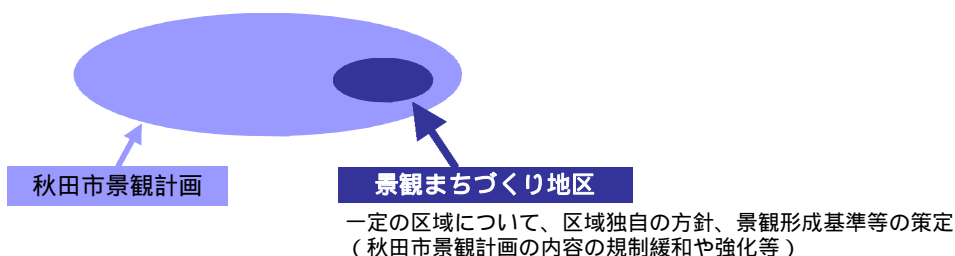 秋田市景観計画
景観まちづくり地区
一定の区域について、区域独自の方針、景観形成基準等の策定
（秋田市景観計画の内容の規制緩和や強化等）